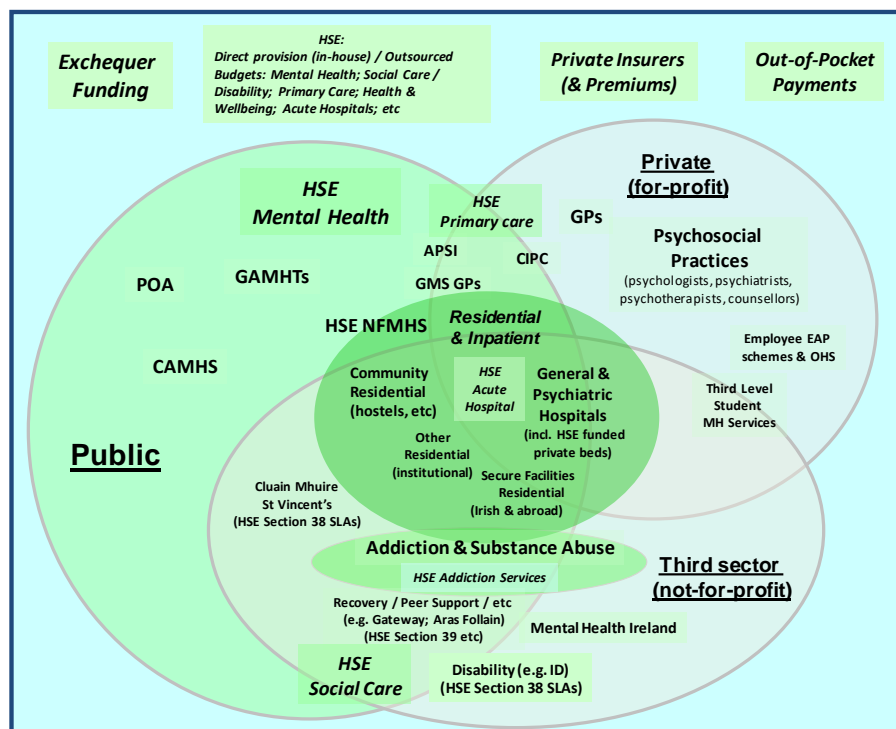 Exchequer
Funding
HSE:
Direct provision (in-house) / Outsourced
Budgets: Mental Health; Social Care /
Disability; Primary Care; Health &
Wellbeing; Acute Hospitals; etc
Private Insurers
(& Premiums)
Out-of-Pocket
Payments
HSE
Mental Health
HSE
Primary care
Private
(for-profit)
GPs
APSI
CIPC
Psychosocial
Practices
(psychologists, psychiatrists,
psychotherapists, counsellors)
POA
GAMHTs
GMS GPs
HSE NFMHS
Residential
& Inpatient
Employee EAP
schemes & OHS
CAMHS
Community
Residential
(hostels, etc)
HSE
Acute
Hospital
General &
Psychiatric
Hospitals
(incl. HSE funded
private beds)
Third Level
Student
MH Services
Public
Other
Residential
(institutional)
Secure Facilities
Residential
(Irish & abroad)
Cluain Mhuire
St Vincent's
(HSE Section 38 SLAs)
Addiction & Substance Abuse
HSE Addiction Services
Third sector
(not-for-profit)
Recovery / Peer Support / etc
(e.g. Gateway; Aras Follain)
(HSE Section 39 etc)
Mental Health Ireland
HSE
Social Care
Disability (e.g. ID)
(HSE Section 38 SLAs)